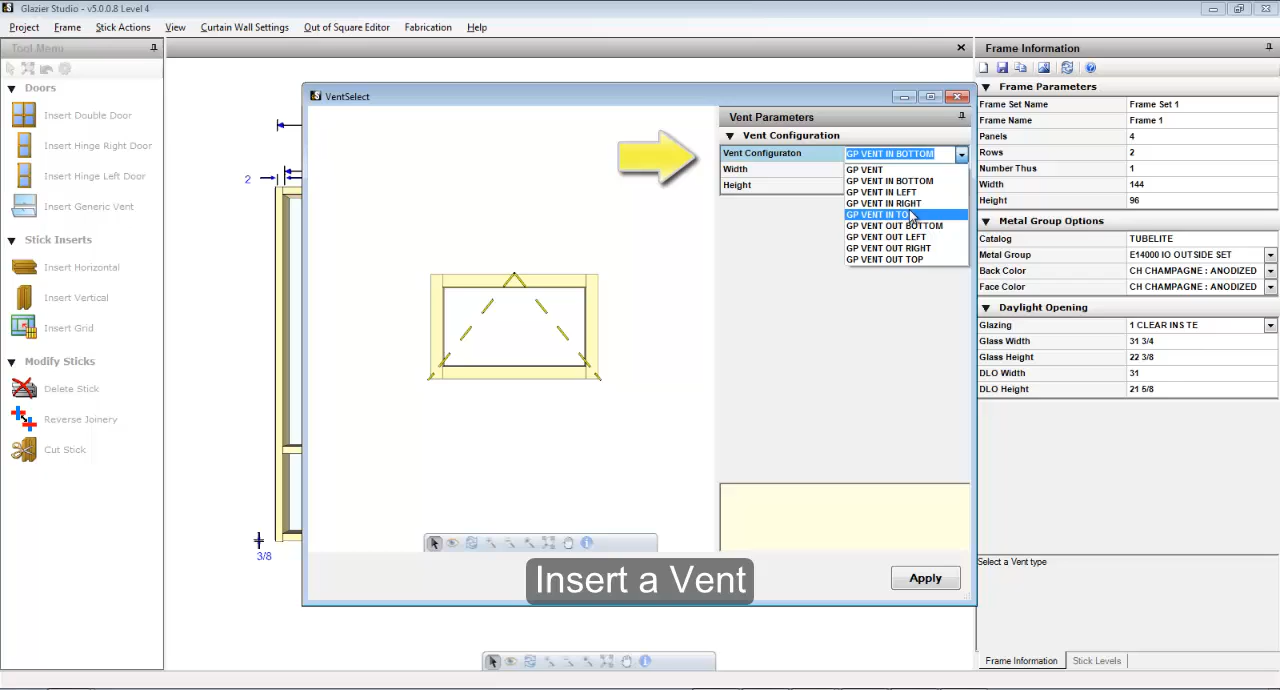 Glazier Studio - v5.0.0.8 Level 4
Project Frame Stick Actions View Curtain Wall Settings Out of Square Editor Fabrication Help
Tool Menu
Doors
Insert Double Door
Insert Hinge Right Door
Insert Hinge Left Door
Insert Generic Vent
Stick Inserts
Insert Horizontal
Insert Vertical
Insert Grid
Modify Sticks
Delete Stick
Reverse Joinery
Cut Stick
2
3/8
VentSelect
Vent Parameters
Vent Configuration
Vent Configuraton GP VENT IN BOTTOM
Width
Height
GP VENT
GP VENT IN BOTTOM
GP VENT IN LEFT
GP VENT IN RIGHT
GP VENT IN TO
GP VENT OUT BOTTOM
GP VENT OUT LEFT
GP VENT OUT RIGHT
GP VENT OUT TOP
Apply
Insert a Vent
Frame Information
Frame Parameters
Frame Set Name Frame Set 1
Frame Name Frame 1
Panels 4
Rows 2
Number Thus 1
Width 144
Height 96
Metal Group Options
Catalog TUBELITE
Metal Group E14000 IO OUTSIDE SET
Back Color CH CHAMPAGNE : ANODIZED
Face Color CH CHAMPAGNE : ANODIZED
Daylight Opening
Glazing 1 CLEAR INS TE
Glass Width 31 3/4
Glass Height 22 3/8
DLO Width 31
DLO Height 21 5/8
Select a Vent type
Frame Information Stick Levels